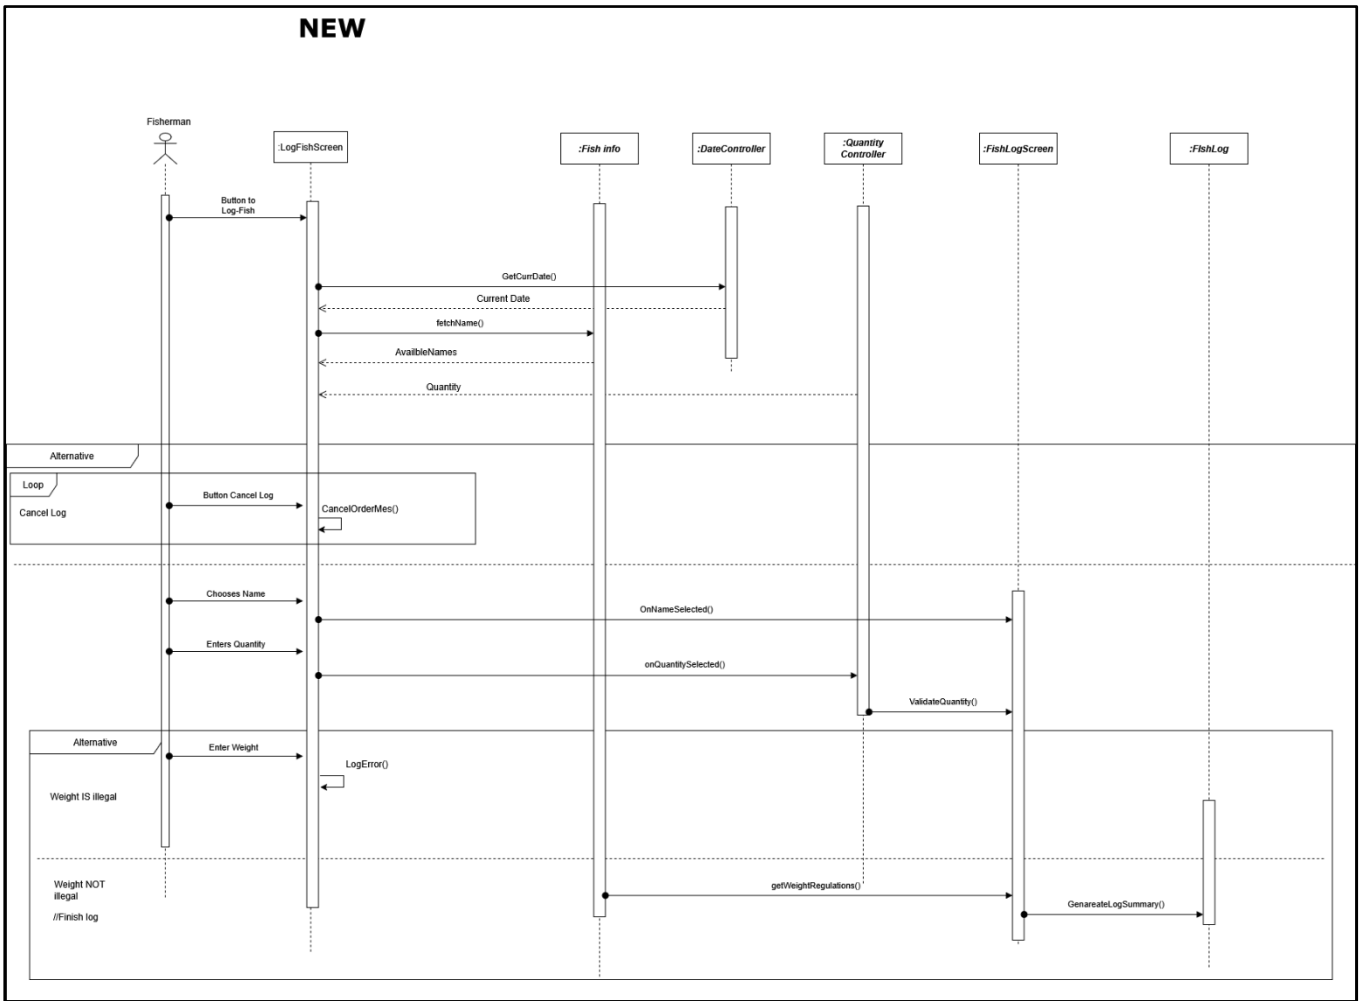 NEW
Fisherman
:LogFishScreen
:Fish info
:DateController
:Quantity
Controller
:FishLogScreen
:FIshLog
Button to
Log-Fish
GetCurrDate()
Current Date
fetchName()
AvailbleNames
Quantity
Alternative
Loop
Cancel Log
Button Cancel Log
CancelOrderMes()
Chooses Name
OnNameSelected()
Enters Quantity
onQuantitySelected()
ValidateQuantity()
Alternative
Enter Weight
LogError()
Weight IS illegal
Weight NOT
illegal
//Finish log
getWeightRegulations()
GenareateLogSummary()